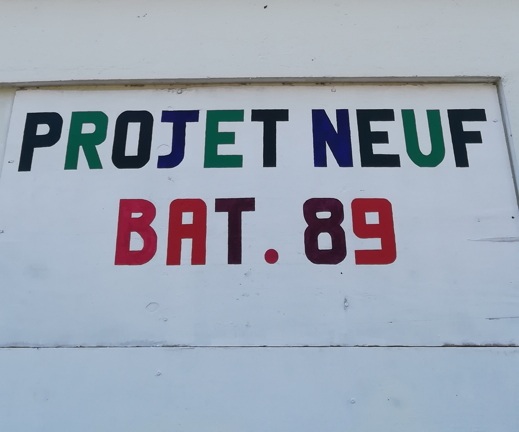 PROJET NEUF
BAT. 89